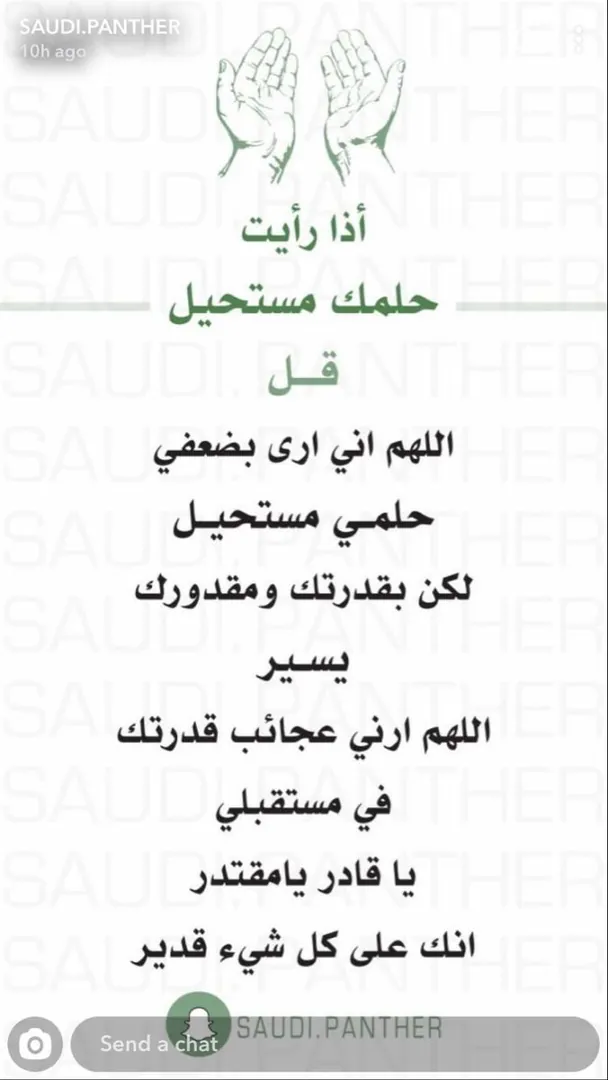 SAUDI.PANTHER
10h ago
أذا رأيت
حلمك مستحيل
قــل
اللهم اني ارى بضعفي
حلمـي مستحيـل
لكن بقدرتك ومقدورك
يسـير
اللهم ارني عجائب قدرتك
في مستقبلي
يا قادر يامقتدر
انك على كل شيء قدير
SAUDI.PANTHER
Send a chat